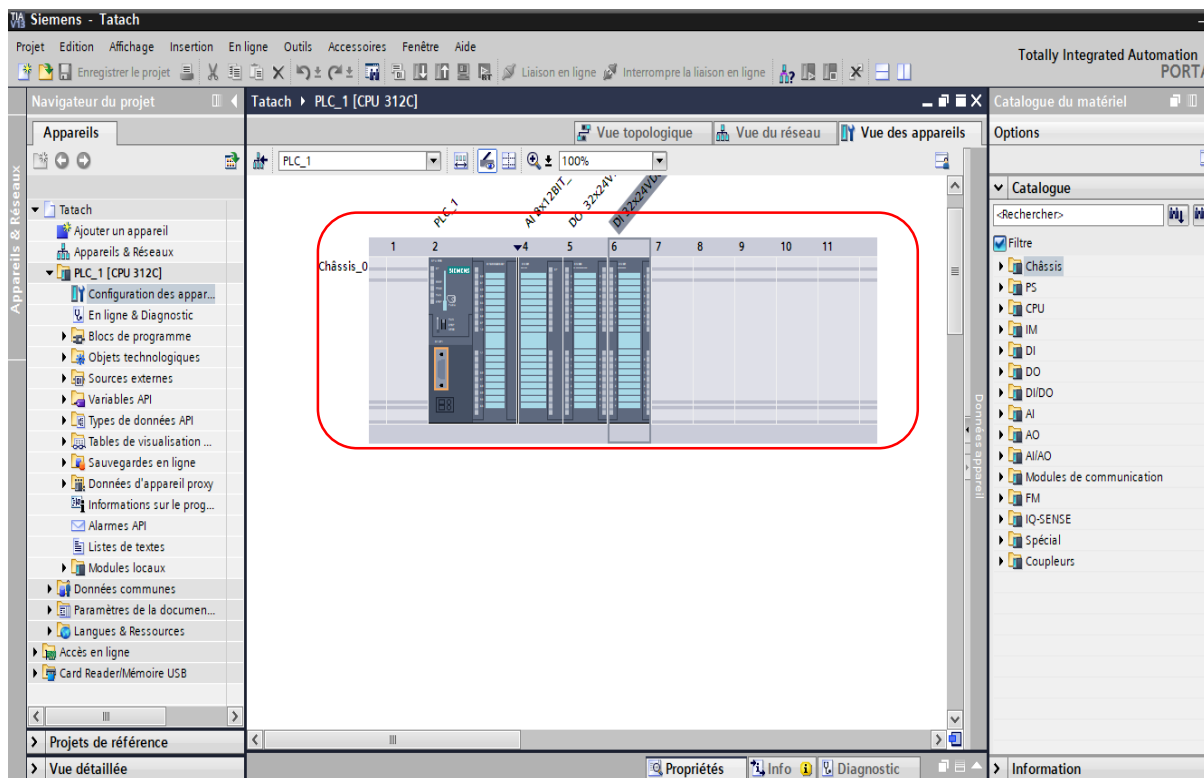 Siemens - Tatach
Projet Edition Affichage Insertion En ligne Outils Accessoires Fenêtre Aide
Totally Integrated Automation
PORTA
Enregistrer le projet
Liaison en ligne
Interrompre la liaison en ligne
Navigateur du projet
Appareils
Appareils & Réseaux
Tatach
Ajouter un appareil
Appareils & Réseaux
PLC_1 [CPU 312C]
Configuration des appar...
En ligne & Diagnostic
Blocs de programme
Objets technologiques
Sources externes
Variables API
Types de données API
Tables de visualisation ...
Sauvegardes en ligne
Données d'appareil proxy
Informations sur le prog...
Alarmes API
Listes de textes
Modules locaux
Données communes
Paramètres de la documen...
Langues & Ressources
Accès en ligne
Card Reader/Mémoire USB
Projets de référence
Vue détaillée
Tatach PLC_1 [CPU 312C]
Vue topologique
Vue du réseau
Vue des appareils
PLC_1
100%
PLC_1
AI 8x12BIT_
DO 32x24V
DI 32x24VD
1 2 4 5 6 7 8 9 10 11
Châssis_0
SIEMENS
Données appareil
Propriétés
Info
Diagnostic
Catalogue du matériel
Options
Catalogue
<Rechercher>
Filtre
Châssis
PS
CPU
IM
DI
DO
DI/DO
AI
AO
AI/AO
Modules de communication
FM
IQ-SENSE
Spécial
Coupleurs
Information